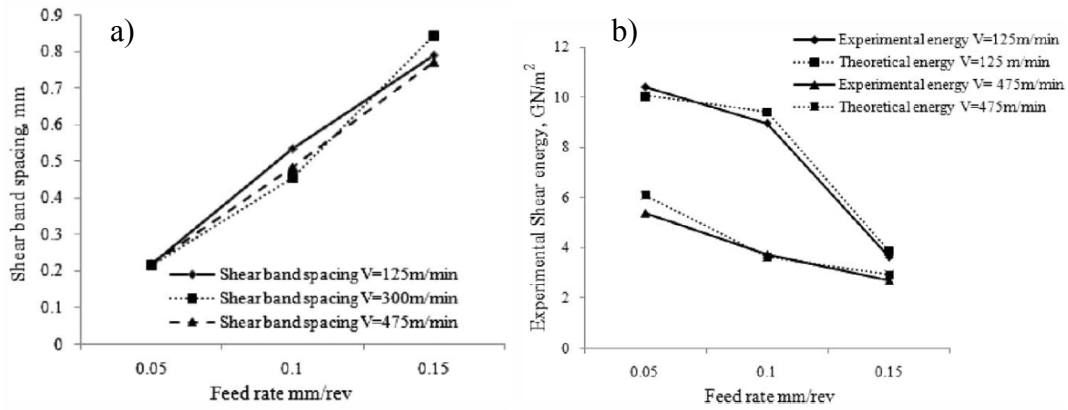 a)
0.9
0.8
0.7
0.6
0.5
0.4
0.3
0.2
0.1
0
Shear band spacing, mm
Shear band spacing V=125m/min
Shear band spacing V=300m/min
Shear band spacing V=475m/min
0.05 0.1 0.15
Feed rate mm/rev
b)
Experimental energy V=125m/min
Theoretical energy V=125 m/min
Experimental energy V= 475m/min
Theoretical energy V=475m/min
12
10
8
6
4
2
0
Experimental Shear energy, GN/m²
0.05 0.1 0.15
Feed rate mm/rev